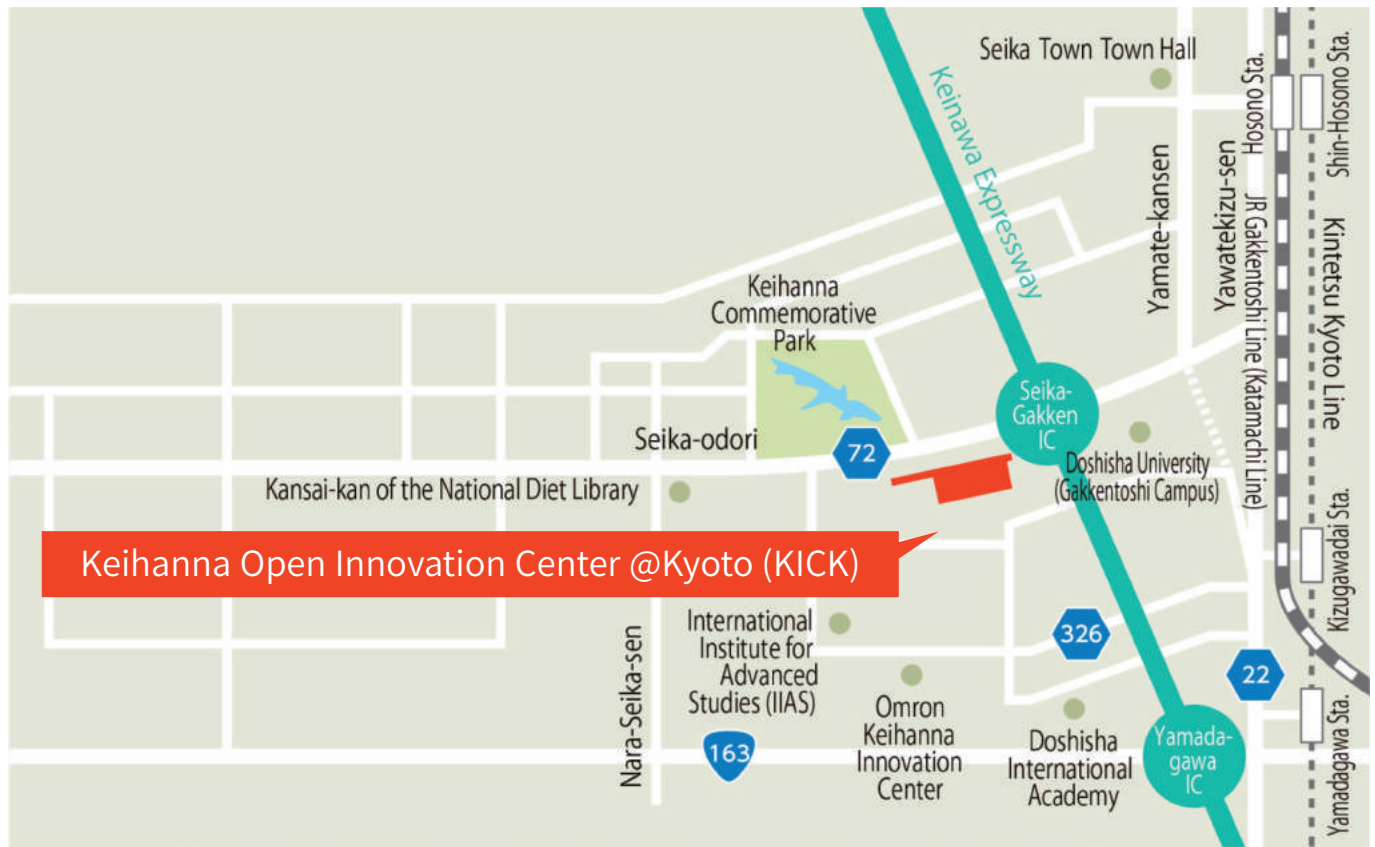 Seika Town Town Hall
Keinawa Expressway
Hosono Sta.
Shin-Hosono Sta.
Yamate-kansen
Yawatekizu-sen
JR Gakkentoshi Line (Katamachi Line)
Kintetsu Kyoto Line
Keihanna
Commemorative
Park
Seika-
Gakken
IC
Seika-odori
72
Doshisha University
(Gakkentoshi Campus)
Kansai-kan of the National Diet Library
Keihanna Open Innovation Center @Kyoto (KICK)
Kizugawadai Sta.
International
Institute for
Advanced
Studies (IIAS)
326
22
Nara-Seika-sen
163
Omron
Keihanna
Innovation
Center
Doshisha
International
Academy
Yamada-
gawa
IC
Yamadagawa Sta.